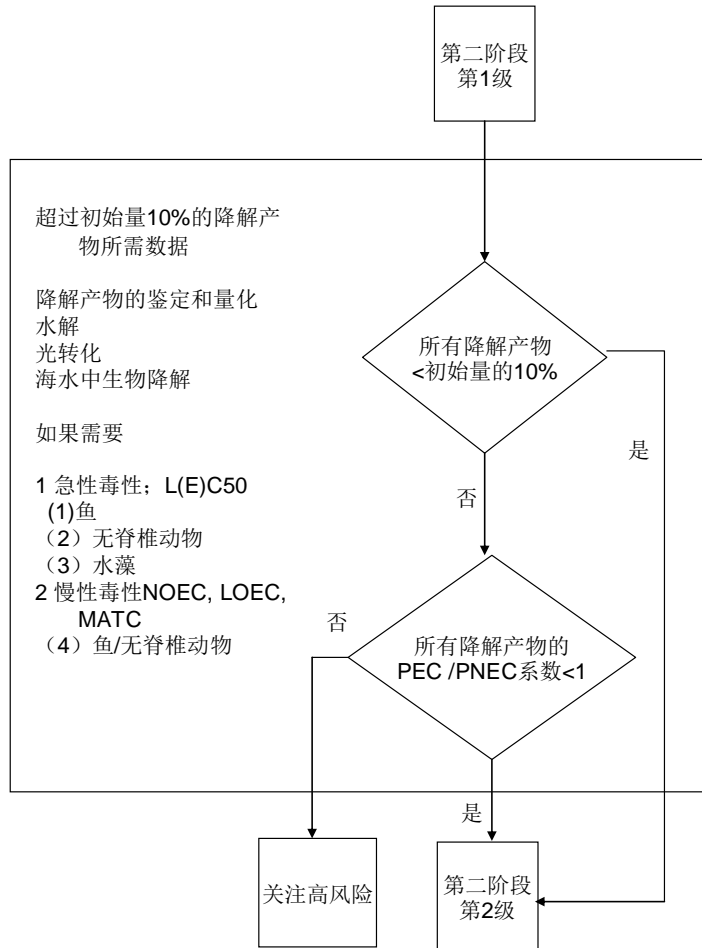 第二阶段
第1级
超过初始量10%的降解产
物所需数据
降解产物的鉴定和量化
水解
光转化
海水中生物降解
如果需要
1 急性毒性；L(E)C50
(1)鱼
（2）无脊椎动物
（3）水藻
2 慢性毒性NOEC, LOEC,
MATC
（4）鱼/无脊椎动物
所有降解产物
<初始量的10%
是
否
所有降解产物的
PEC /PNEC系数<1
否
是
关注高风险
第二阶段
第2级